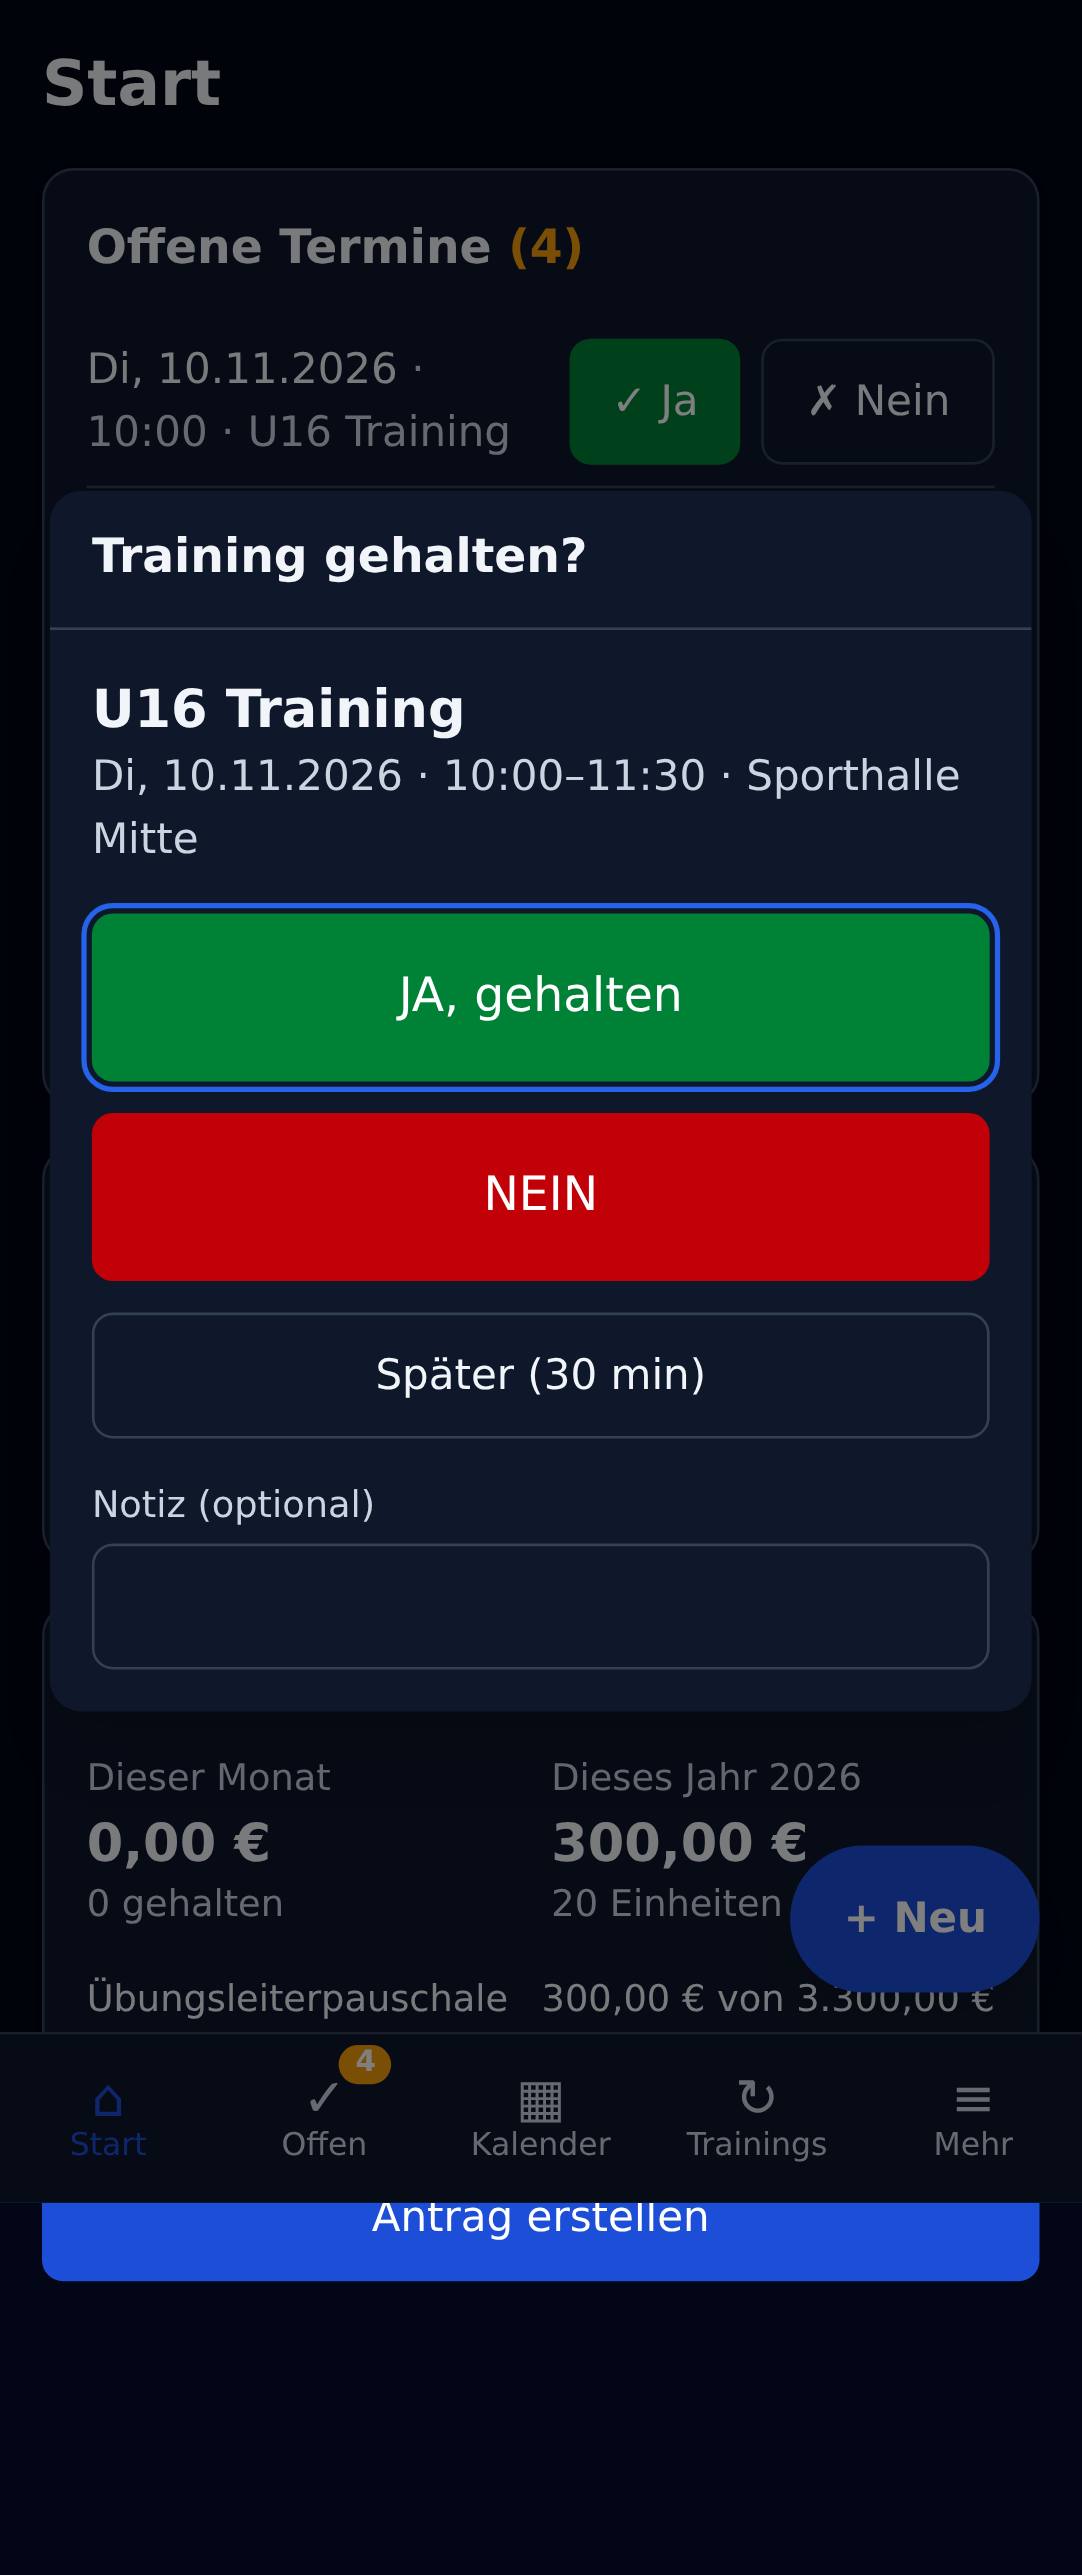 Start
Offene Termine (4)
Di, 10.11.2026 ·
10:00 · U16 Training
✓ Ja
✗ Nein
Training gehalten?
U16 Training
Di, 10.11.2026 · 10:00–11:30 · Sporthalle
Mitte
JA, gehalten
NEIN
Später (30 min)
Notiz (optional)
Dieser Monat
0,00 €
0 gehalten
Dieses Jahr 2026
300,00 €
20 Einheiten
+ Neu
Übungsleiterpauschale 300,00 € von 3.300,00 €
4
Start
Offen
Kalender
Trainings
Mehr
Antrag erstellen